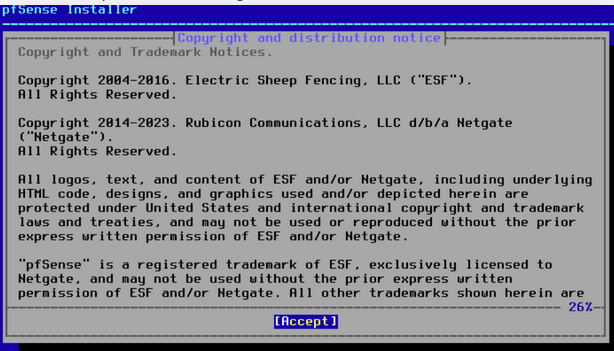 pfSense Installer
Copyright and distribution notice
Copyright and Trademark Notices.
Copyright 2004-2016. Electric Sheep Fencing, LLC ("ESF").
All Rights Reserved.
Copyright 2014-2023. Rubicon Communications, LLC d/b/a Netgate
("Netgate").
All Rights Reserved.
All logos, text, and content of ESF and/or Netgate, including underlying
HTML code, designs, and graphics used and/or depicted herein are
protected under United States and international copyright and trademark
laws and treaties, and may not be used or reproduced without the prior
express written permission of ESF and/or Netgate.
"pfSense" is a registered trademark of ESF, exclusively licensed to
Netgate, and may not be used without the prior express written
permission of ESF and/or Netgate. All other trademarks shown herein are
26%
[Accept]